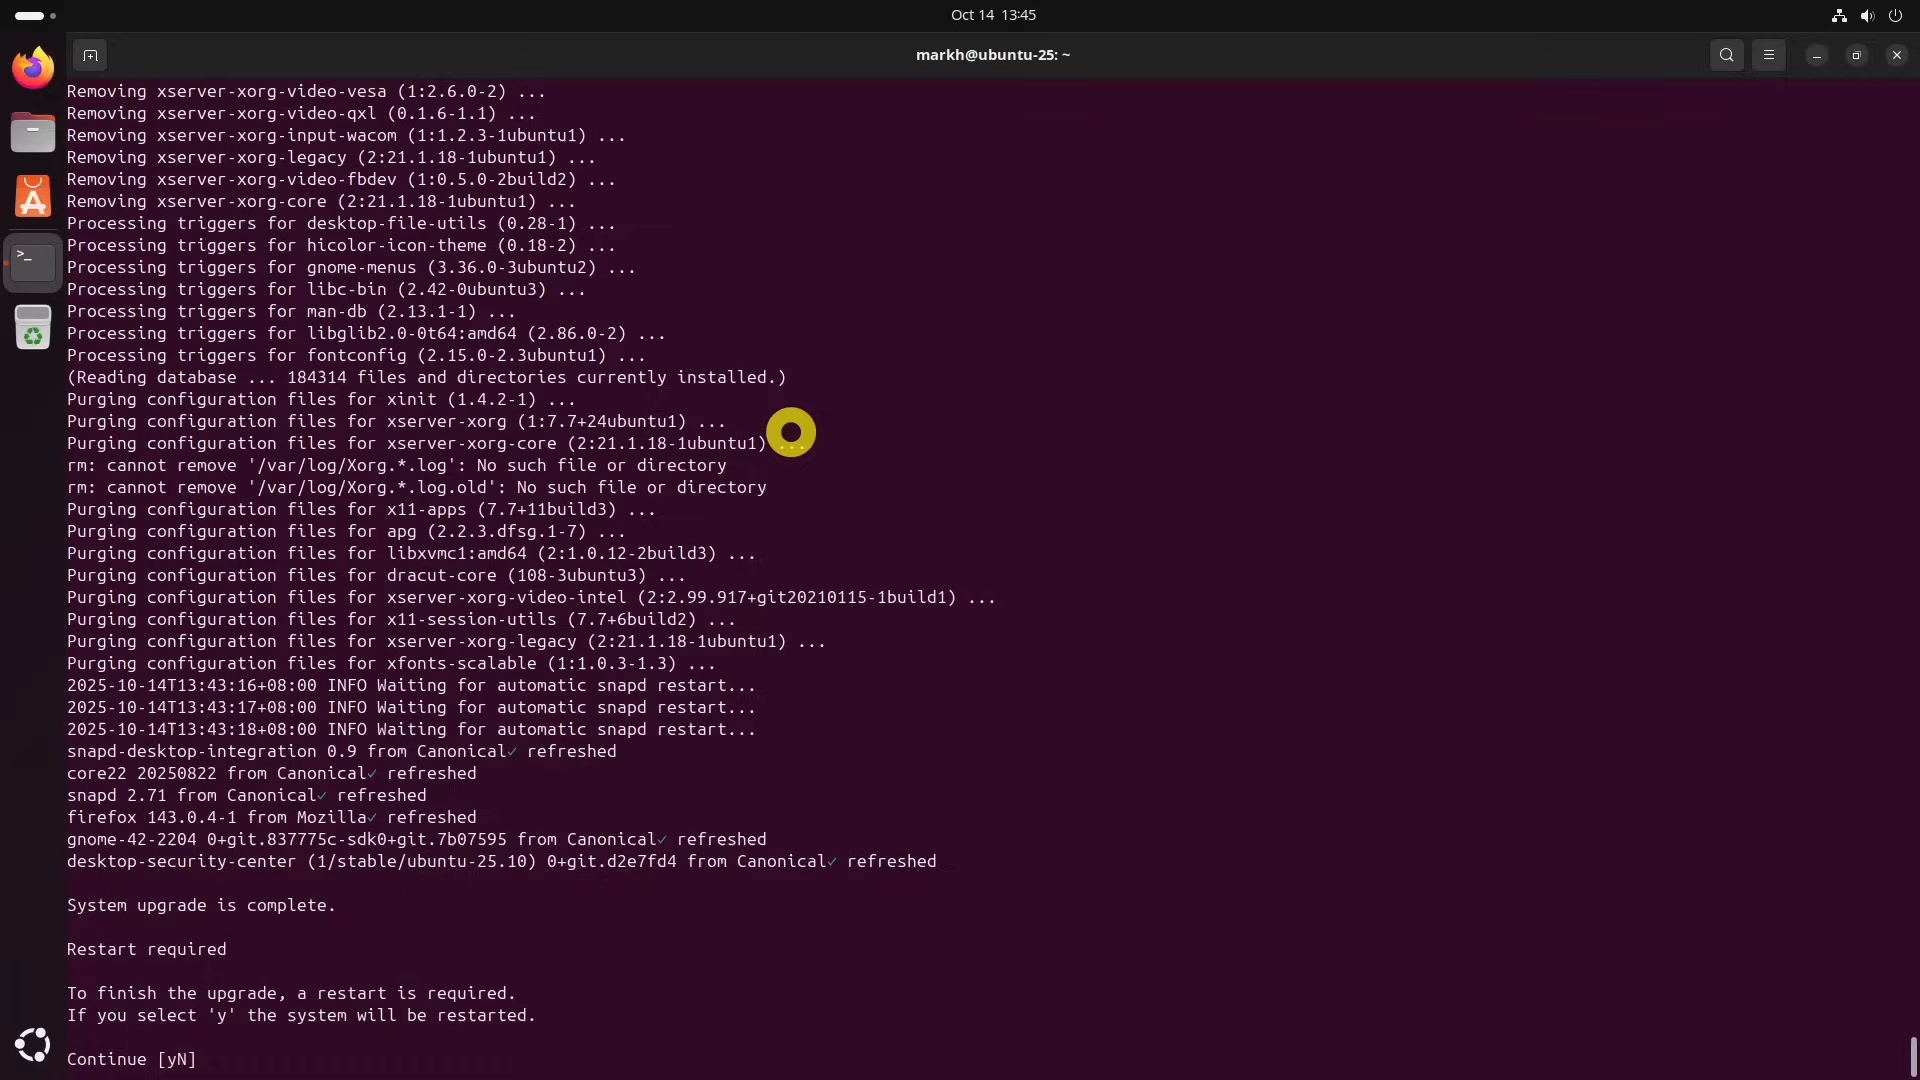 Oct 14 13:45
markh@ubuntu-25: ~
Removing xserver-xorg-video-vesa (1:2.6.0-2) ...
Removing xserver-xorg-video-qxl (0.1.6-1.1) ...
Removing xserver-xorg-input-wacom (1:1.2.3-1ubuntu1) ...
Removing xserver-xorg-legacy (2:21.1.18-1ubuntu1) ...
Removing xserver-xorg-video-fbdev (1:0.5.0-2build2) ...
Removing xserver-xorg-core (2:21.1.18-1ubuntu1) ...
Processing triggers for desktop-file-utils (0.28-1) ...
Processing triggers for hicolor-icon-theme (0.18-2) ...
Processing triggers for gnome-menus (3.36.0-3ubuntu2) ...
Processing triggers for libc-bin (2.42-0ubuntu3) ...
Processing triggers for man-db (2.13.1-1) ...
Processing triggers for libglib2.0-0t64:amd64 (2.86.0-2) ...
Processing triggers for fontconfig (2.15.0-2.3ubuntu1) ...
(Reading database ... 184314 files and directories currently installed.)
Purging configuration files for xinit (1.4.2-1) ...
Purging configuration files for xserver-xorg (1:7.7+24ubuntu1) ...
Purging configuration files for xserver-xorg-core (2:21.1.18-1ubuntu1) ...
rm: cannot remove '/var/log/Xorg.*.log': No such file or directory
rm: cannot remove '/var/log/Xorg.*.log.old': No such file or directory
Purging configuration files for x11-apps (7.7+11build3) ...
Purging configuration files for apg (2.2.3.dfsg.1-7) ...
Purging configuration files for libxvmc1:amd64 (2:1.0.12-2build3) ...
Purging configuration files for dracut-core (108-3ubuntu3) ...
Purging configuration files for xserver-xorg-video-intel (2:2.99.917+git20210115-1build1) ...
Purging configuration files for x11-session-utils (7.7+6build2) ...
Purging configuration files for xserver-xorg-legacy (2:21.1.18-1ubuntu1) ...
Purging configuration files for xfonts-scalable (1:1.0.3-1.3) ...
2025-10-14T13:43:16+08:00 INFO Waiting for automatic snapd restart...
2025-10-14T13:43:17+08:00 INFO Waiting for automatic snapd restart...
2025-10-14T13:43:18+08:00 INFO Waiting for automatic snapd restart...
snapd-desktop-integration 0.9 from Canonical✓ refreshed
core22 20250822 from Canonical✓ refreshed
snapd 2.71 from Canonical✓ refreshed
firefox 143.0.4-1 from Mozilla✓ refreshed
gnome-42-2204 0+git.837775c-sdk0+git.7b07595 from Canonical✓ refreshed
desktop-security-center (1/stable/ubuntu-25.10) 0+git.d2e7fd4 from Canonical✓ refreshed
System upgrade is complete.
Restart required
To finish the upgrade, a restart is required.
If you select 'y' the system will be restarted.
Continue [yN]